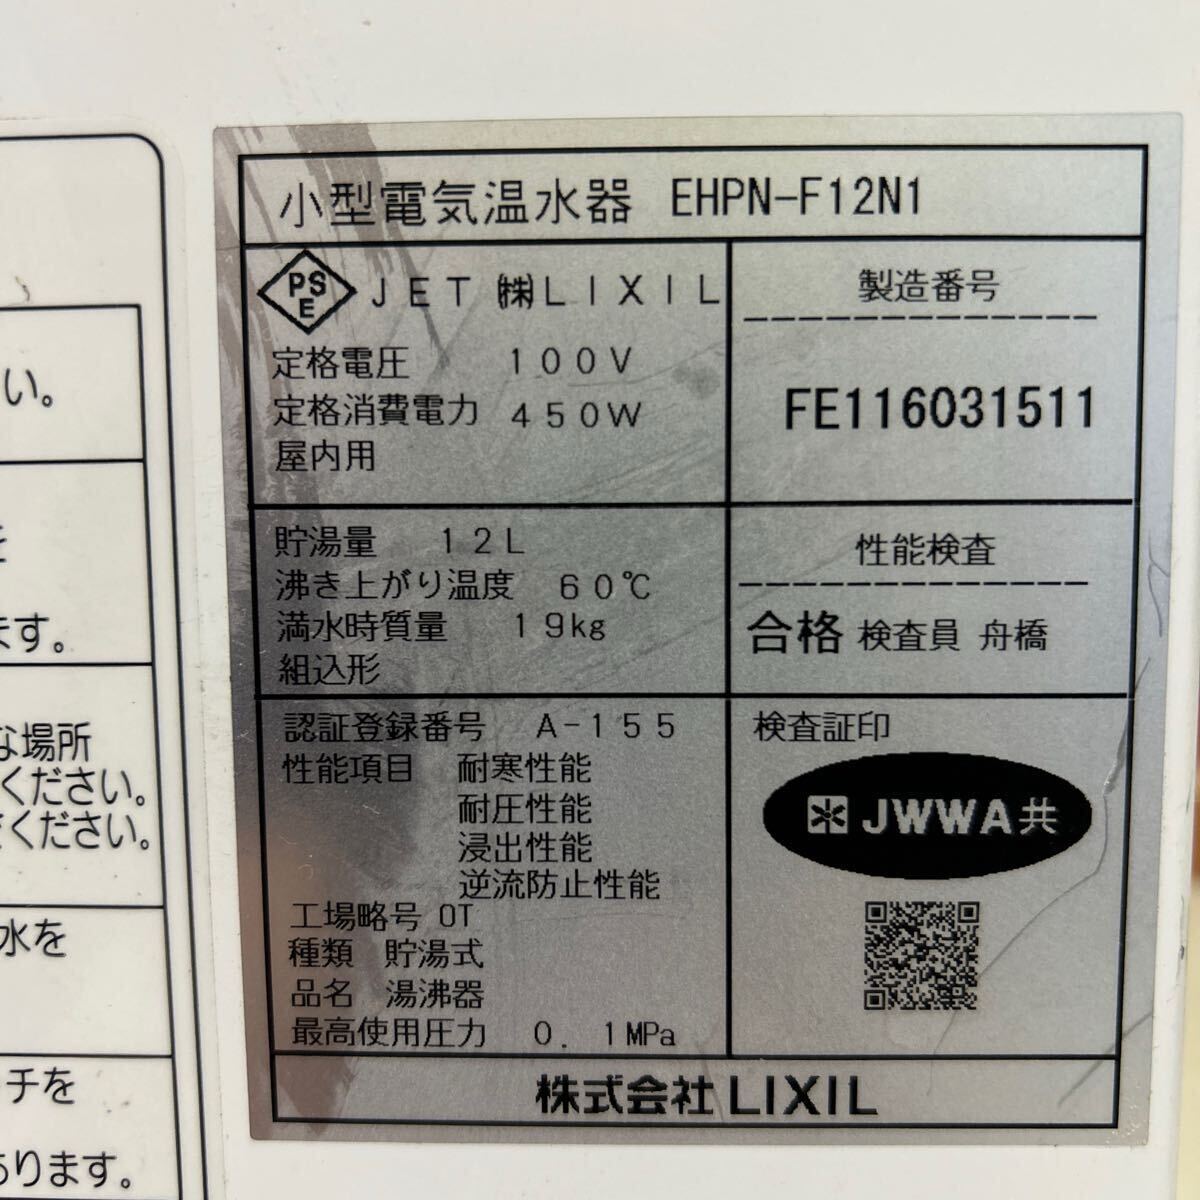 小型電気温水器 EHPN-F12N1
PSE JET ㈱LIXIL
定格電圧 100V
定格消費電力 450W
屋内用
製造番号
FE116031511
貯湯量 12L
沸き上がり温度 60℃
満水時質量 19kg
組込形
性能検査
合格 検査員 舟橋
認証登録番号 A-155
性能項目 耐寒性能
耐圧性能
浸出性能
逆流防止性能
工場略号 OT
種類 貯湯式
品名 湯沸器
最高使用圧力 0.1MPa
検査証印
JWWA共
株式会社 LIXIL
い。
ます。
な場所
ください。
ください。
水を
チを
あります。